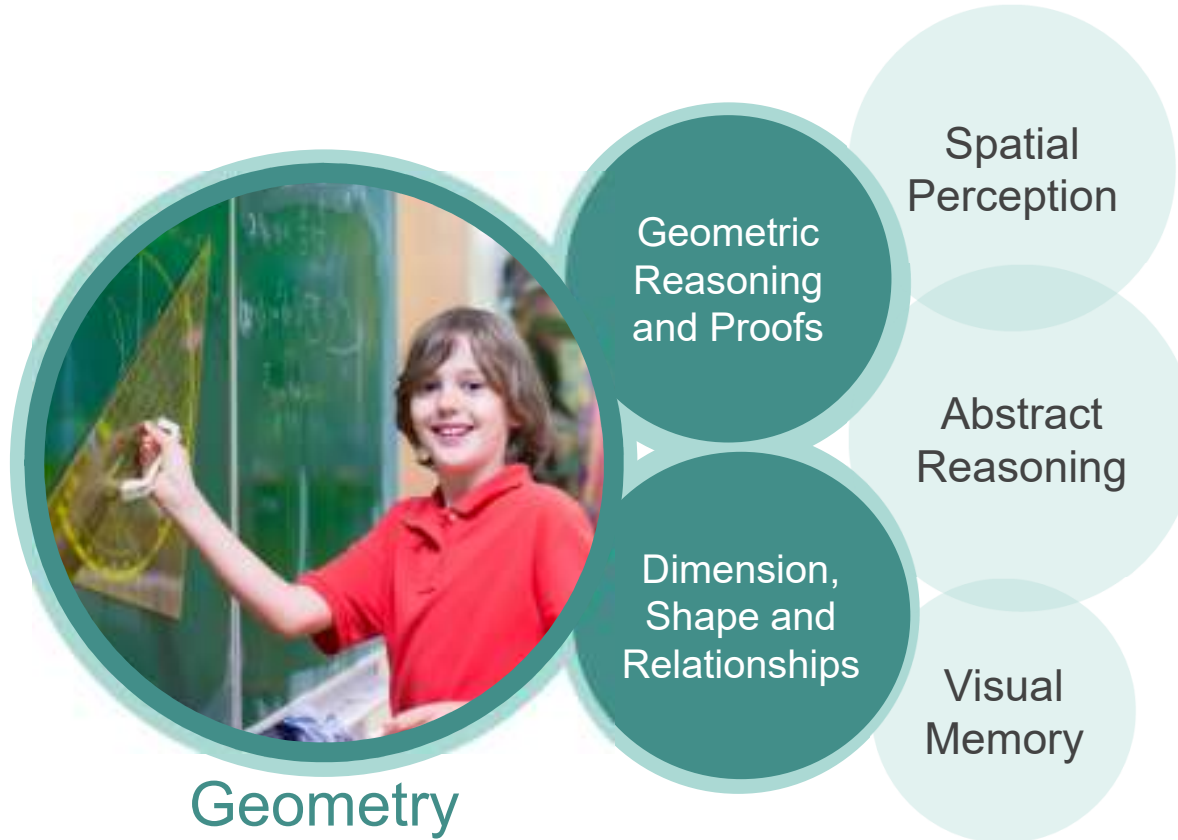 Spatial
Perception
Geometric
Reasoning
and Proofs
Abstract
Reasoning
Dimension,
Shape and
Relationships
Visual
Memory
Geometry